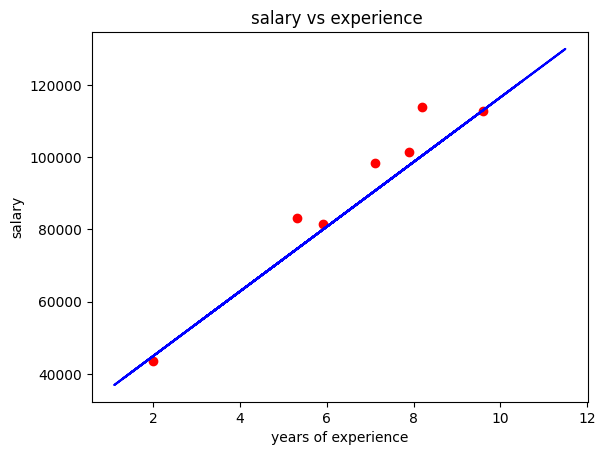 salary vs experience
120000
100000
80000
60000
40000
salary
2 4 6 8 10 12
years of experience